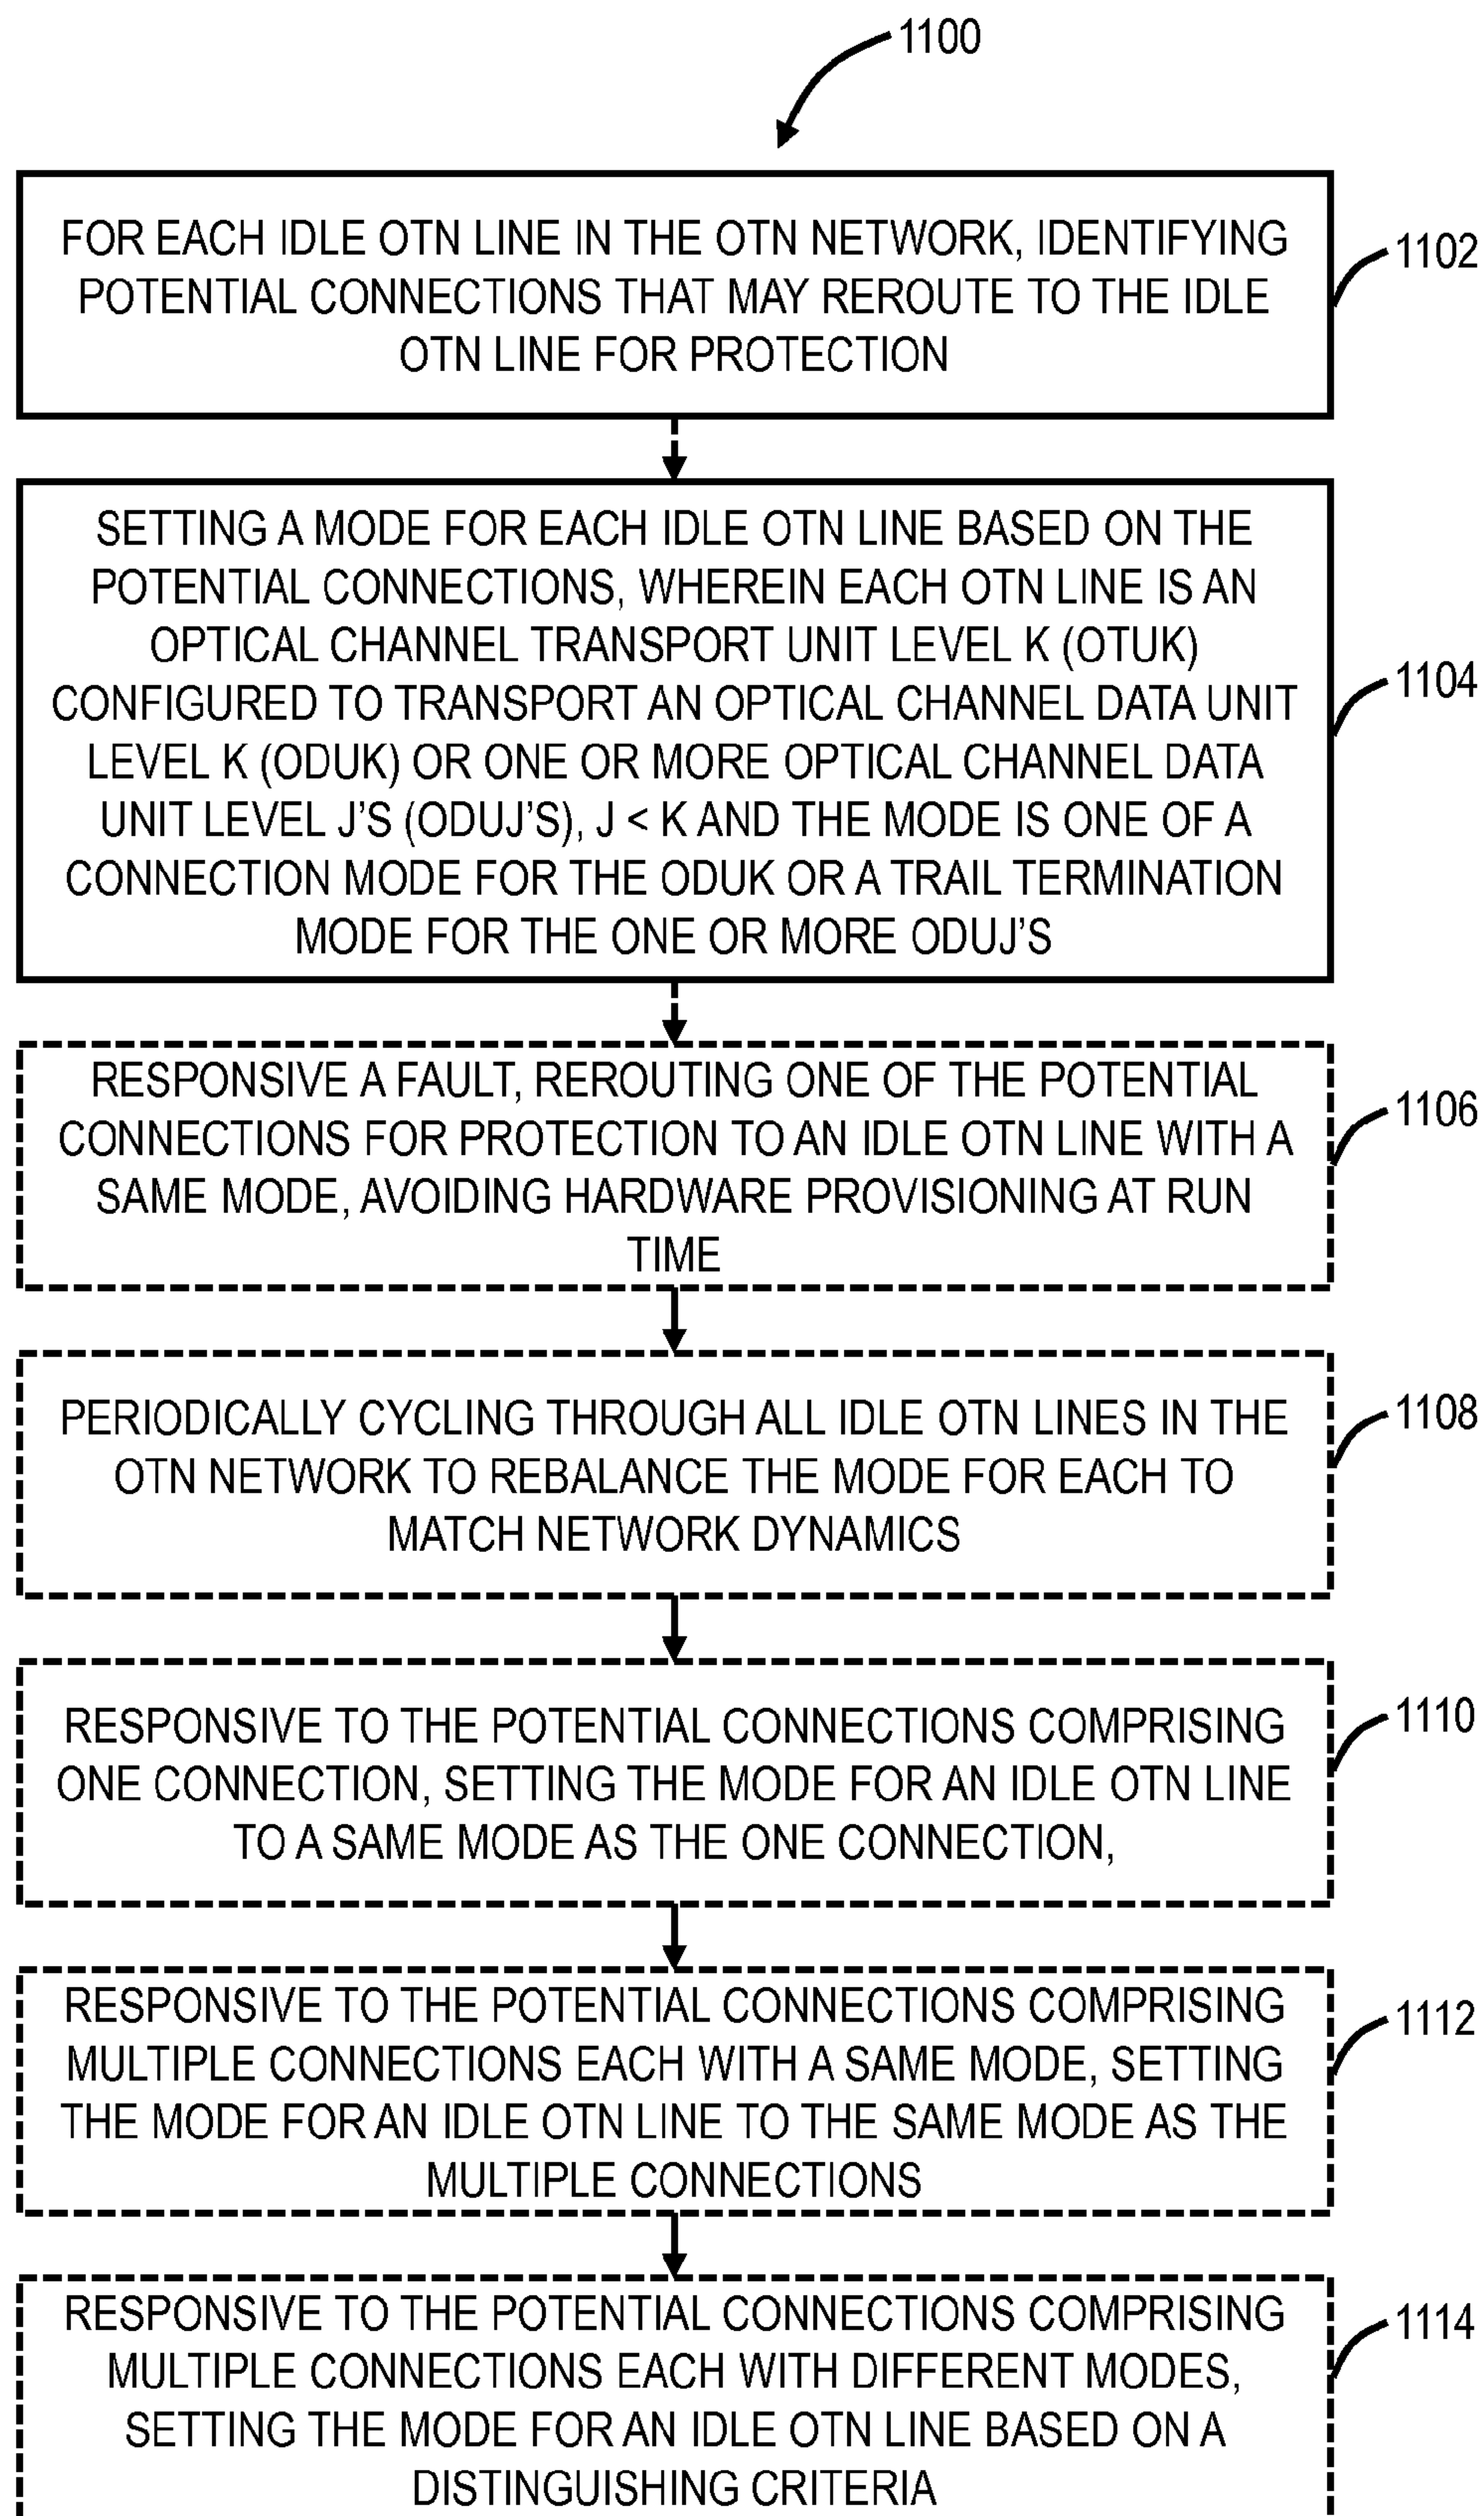 1100
FOR EACH IDLE OTN LINE IN THE OTN NETWORK, IDENTIFYING
POTENTIAL CONNECTIONS THAT MAY REROUTE TO THE IDLE
OTN LINE FOR PROTECTION
1102
SETTING A MODE FOR EACH IDLE OTN LINE BASED ON THE
POTENTIAL CONNECTIONS, WHEREIN EACH OTN LINE IS AN
OPTICAL CHANNEL TRANSPORT UNIT LEVEL K (OTUK)
CONFIGURED TO TRANSPORT AN OPTICAL CHANNEL DATA UNIT
LEVEL K (ODUK) OR ONE OR MORE OPTICAL CHANNEL DATA
UNIT LEVEL J'S (ODUJ'S), J < K AND THE MODE IS ONE OF A
CONNECTION MODE FOR THE ODUK OR A TRAIL TERMINATION
MODE FOR THE ONE OR MORE ODUJ'S
1104
RESPONSIVE A FAULT, REROUTING ONE OF THE POTENTIAL
CONNECTIONS FOR PROTECTION TO AN IDLE OTN LINE WITH A
SAME MODE, AVOIDING HARDWARE PROVISIONING AT RUN
TIME
1106
PERIODICALLY CYCLING THROUGH ALL IDLE OTN LINES IN THE
OTN NETWORK TO REBALANCE THE MODE FOR EACH TO
MATCH NETWORK DYNAMICS
1108
RESPONSIVE TO THE POTENTIAL CONNECTIONS COMPRISING
ONE CONNECTION, SETTING THE MODE FOR AN IDLE OTN LINE
TO A SAME MODE AS THE ONE CONNECTION,
1110
RESPONSIVE TO THE POTENTIAL CONNECTIONS COMPRISING
MULTIPLE CONNECTIONS EACH WITH A SAME MODE, SETTING
THE MODE FOR AN IDLE OTN LINE TO THE SAME MODE AS THE
MULTIPLE CONNECTIONS
1112
RESPONSIVE TO THE POTENTIAL CONNECTIONS COMPRISING
MULTIPLE CONNECTIONS EACH WITH DIFFERENT MODES,
SETTING THE MODE FOR AN IDLE OTN LINE BASED ON A
DISTINGUISHING CRITERIA
1114